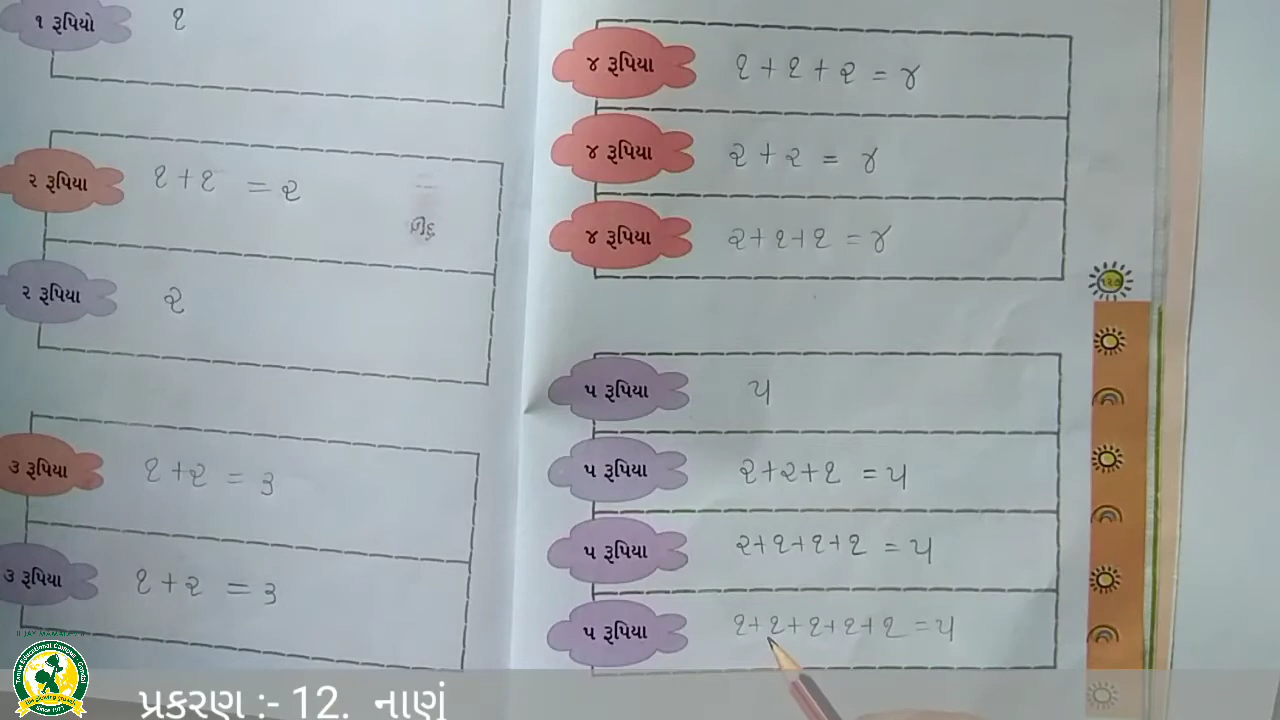 ૧ રૂપિયો ૧
૨ રૂપિયા ૧ + ૧ = ૨
૨ રૂપિયા ૨
૩ રૂપિયા ૧ + ૨ = ૩
૩ રૂપિયા ૧ + ૨ = ૩
૪ રૂપિયા ૧ + ૧ + ૨ = ૪
૪ રૂપિયા ૨ + ૨ = ૪
૪ રૂપિયા ૨ + ૧ + ૧ = ૪
૫ રૂપિયા ૫
૫ રૂપિયા ૨ + ૨ + ૧ = ૫
૫ રૂપિયા ૨ + ૧ + ૧ + ૧ = ૫
૫ રૂપિયા ૧ + ૧ + ૧ + ૧ + ૧ = ૫
૧૨૭
પ્રકરણ :- 12. નાણું